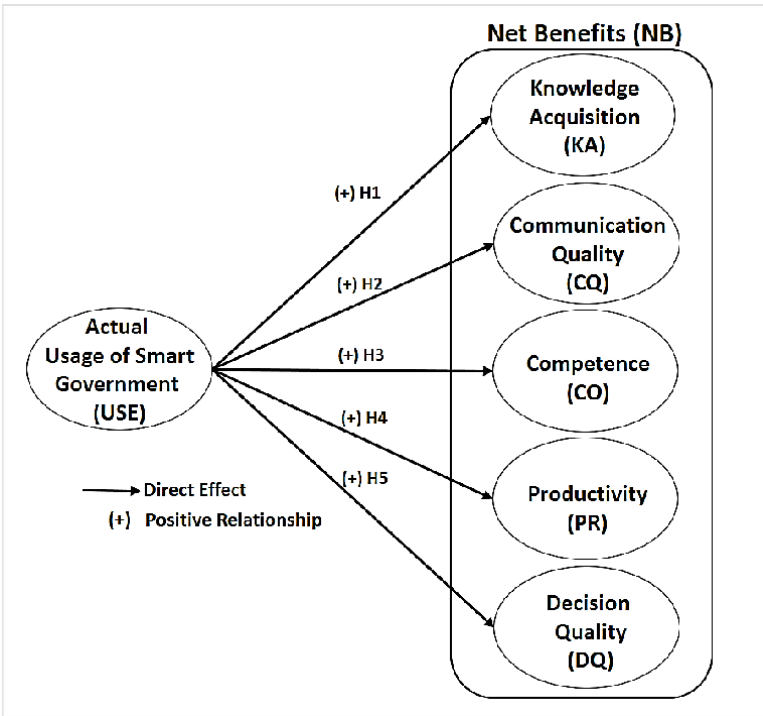 Net Benefits (NB)
Knowledge
Acquisition
(KA)
(+) H1
Communication
Quality
(CQ)
(+) H2
Actual
Usage of Smart
Government
(USE)
(+) H3
Competence
(CO)
(+) H4
Productivity
(PR)
(+) H5
Decision
Quality
(DQ)
Direct Effect
(+) Positive Relationship